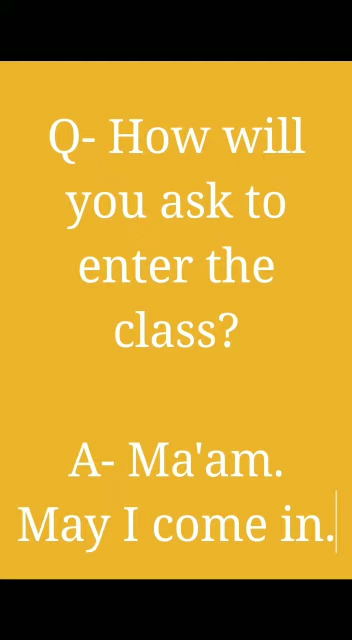 Q- How will
you ask to
enter the
class?
A- Ma'am.
May I come in.